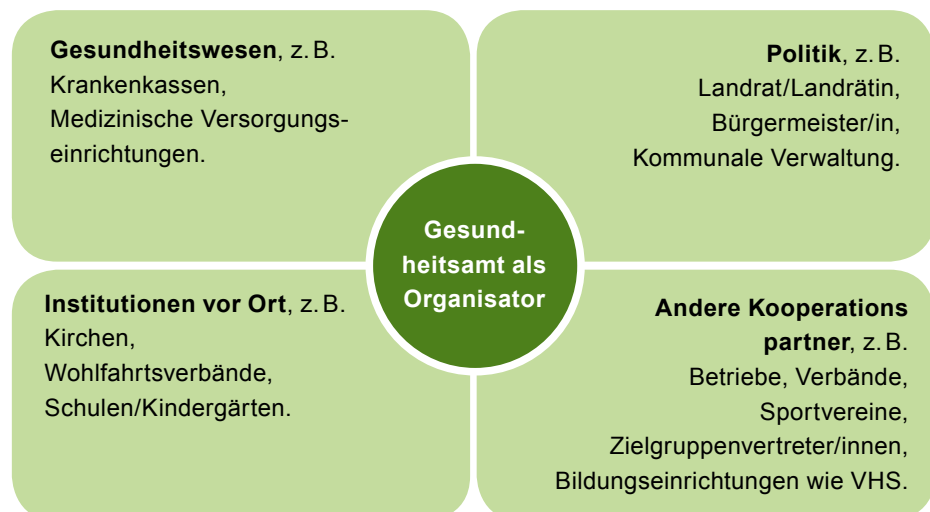 Gesundheitswesen, z. B.
Krankenkassen,
Medizinische Versorgungs-
einrichtungen.
Politik, z. B.
Landrat/Landrätin,
Bürgermeister/in,
Kommunale Verwaltung.
Gesund-
heitsamt als
Organisator
Institutionen vor Ort, z. B.
Kirchen,
Wohlfahrtsverbände,
Schulen/Kindergärten.
Andere Kooperations
partner, z. B.
Betriebe, Verbände,
Sportvereine,
Zielgruppenvertreter/innen,
Bildungseinrichtungen wie VHS.